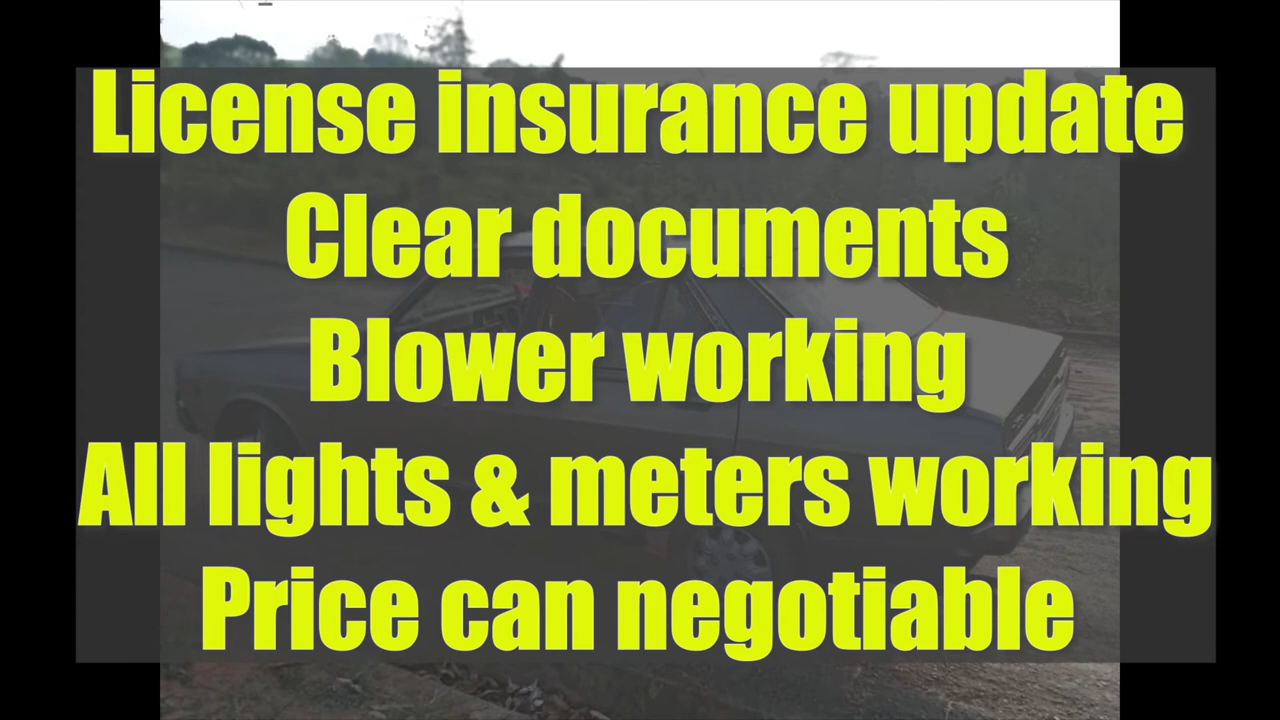 License insurance update
Clear documents
Blower working
All lights & meters working
Price can negotiable